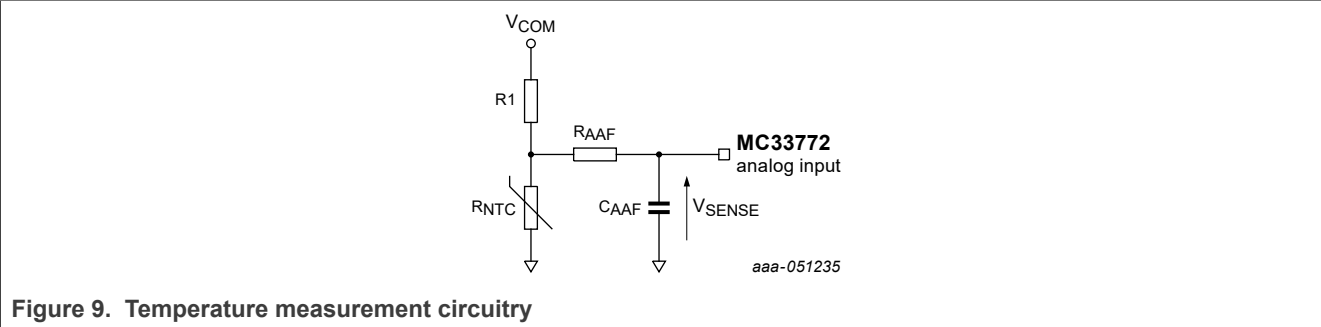 VCOM
R1
RAAF
MC33772
analog input
RNTC
CAAF
VSENSE
aaa-051235
Figure 9. Temperature measurement circuitry